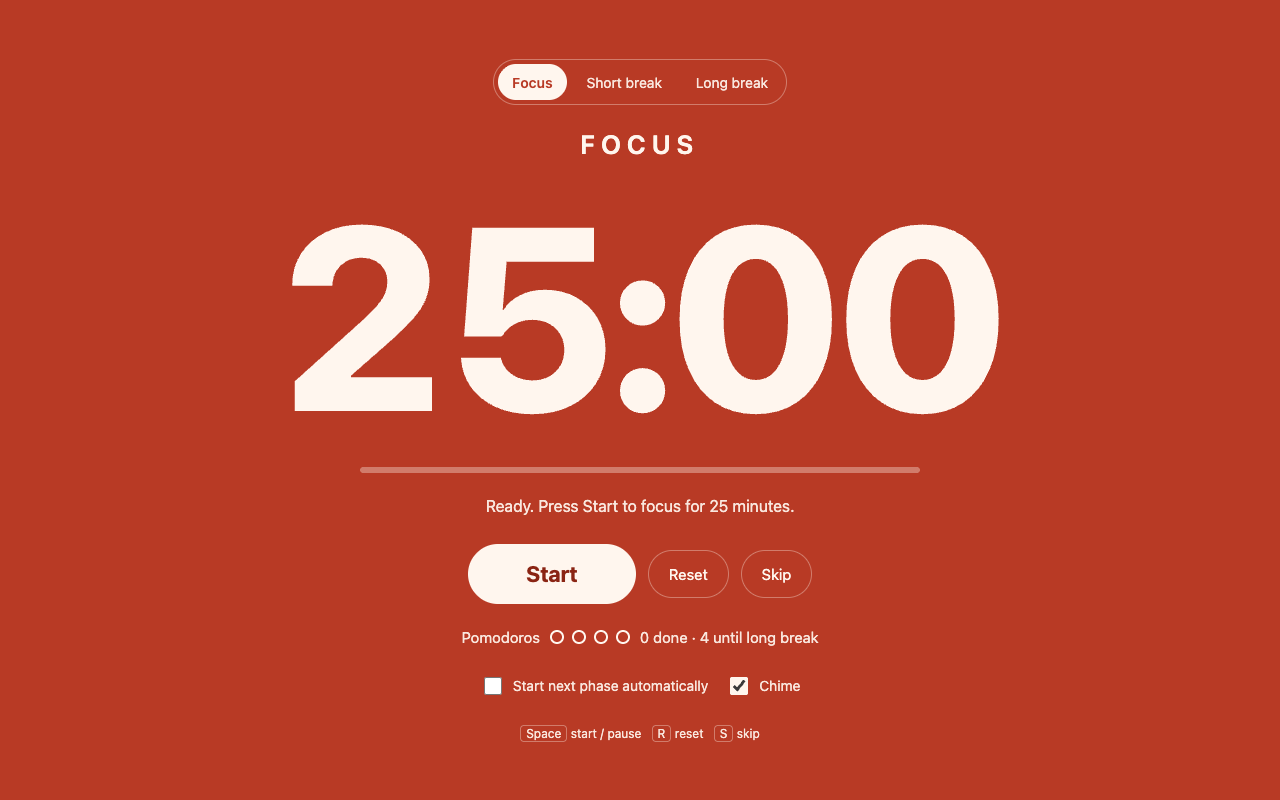 Focus Short break Long break
FOCUS
25:00
Ready. Press Start to focus for 25 minutes.
Start Reset Skip
Pomodoros 0 done · 4 until long break
Start next phase automatically Chime
Space start / pause R reset S skip